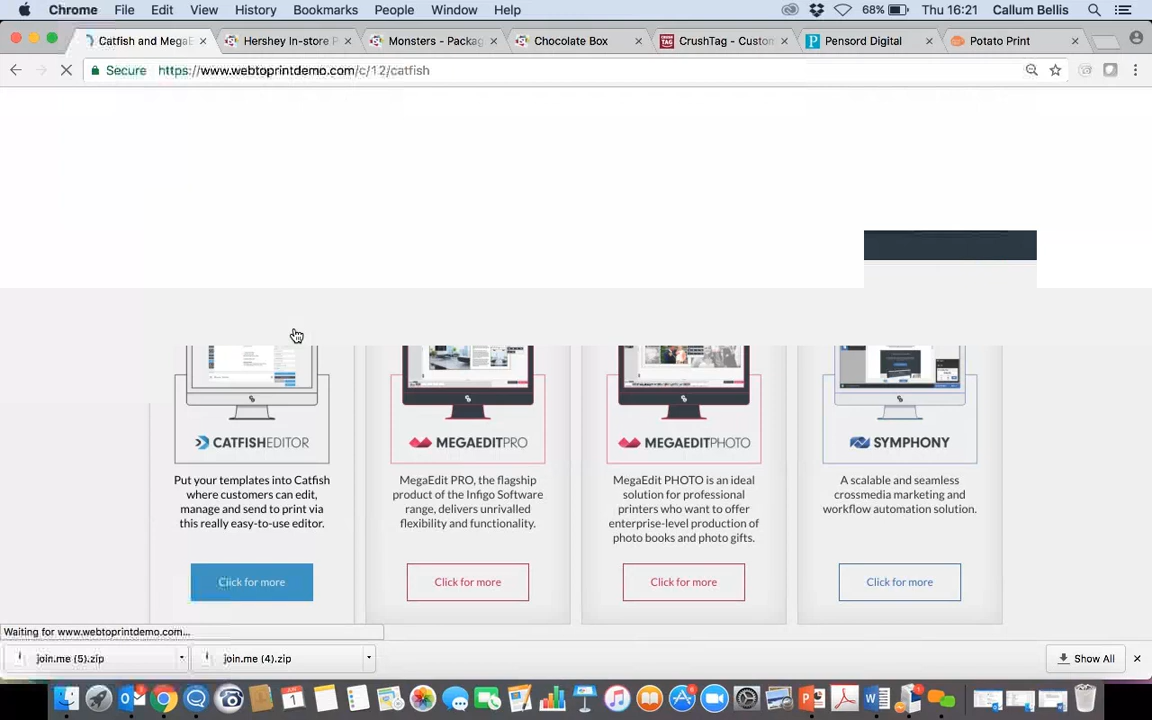 Chrome File Edit View History Bookmarks People Window Help 68% Thu 16:21 Callum Bellis
Catfish and MegaE Hershey In-store P Monsters - Packag Chocolate Box CrushTag - Custon Pensord Digital Potato Print
Secure https://www.webtoprintdemo.com/c/12/catfish
CATFISHEDITOR
Put your templates into Catfish
where customers can edit,
manage and send to print via
this really easy-to-use editor.
Click for more
MEGAEDITPRO
MegaEdit PRO, the flagship
product of the Infigo Software
range, delivers unrivalled
flexibility and functionality.
Click for more
MEGAEDITPHOTO
MegaEdit PHOTO is an ideal
solution for professional
printers who want to offer
enterprise-level production of
photo books and photo gifts.
Click for more
SYMPHONY
A scalable and seamless
crossmedia marketing and
workflow automation solution.
Click for more
Waiting for www.webtoprintdemo.com...
join.me (5).zip join.me (4).zip Show All